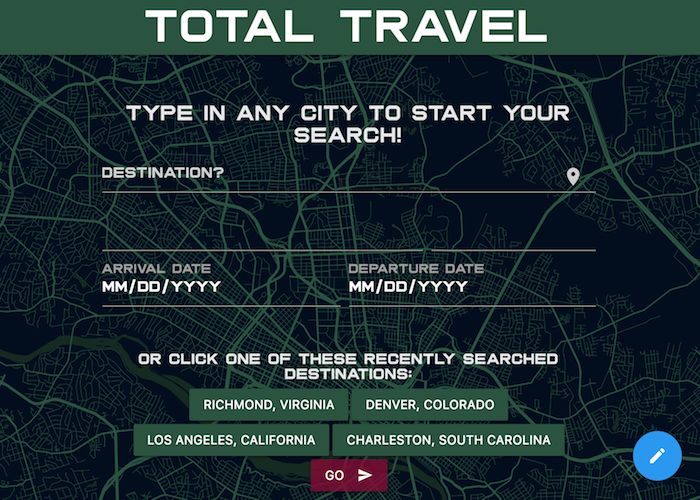 TOTAL TRAVEL
TYPE IN ANY CITY TO START YOUR
SEARCH!
DESTINATION?
ARRIVAL DATE
DEPARTURE DATE
MM/DD/YYYY
MM/DD/YYYY
OR CLICK ONE OF THESE RECENTLY SEARCHED
DESTINATIONS:
RICHMOND, VIRGINIA
DENVER, COLORADO
LOS ANGELES, CALIFORNIA
CHARLESTON, SOUTH CAROLINA
GO